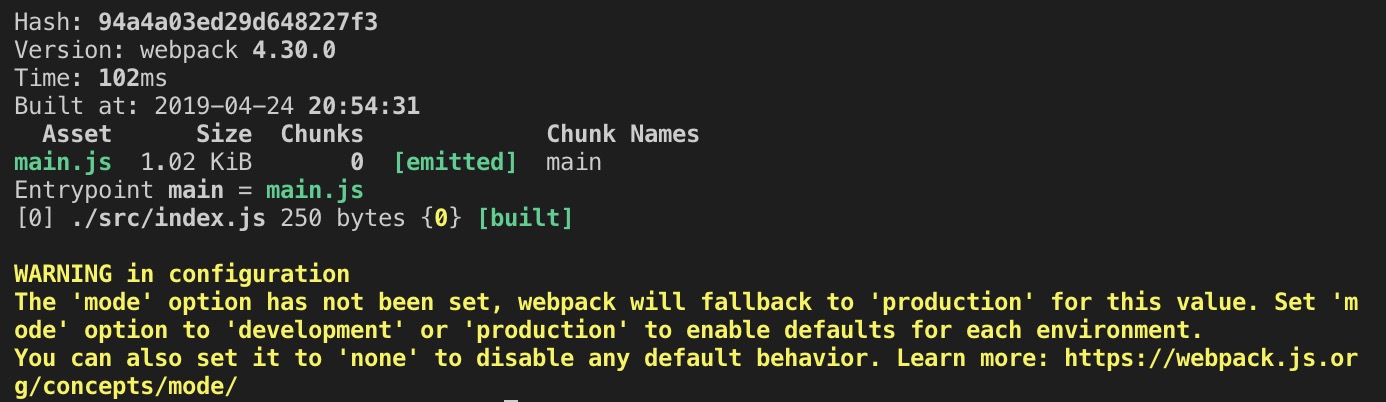 Hash: 94a4a03ed29d648227f3
Version: webpack 4.30.0
Time: 102ms
Built at: 2019-04-24 20:54:31
  Asset      Size  Chunks             Chunk Names
main.js  1.02 KiB       0  [emitted]  main
Entrypoint main = main.js
[0] ./src/index.js 250 bytes {0} [built]

WARNING in configuration
The 'mode' option has not been set, webpack will fallback to 'production' for this value. Set 'm
ode' option to 'development' or 'production' to enable defaults for each environment.
You can also set it to 'none' to disable any default behavior. Learn more: https://webpack.js.or
g/concepts/mode/